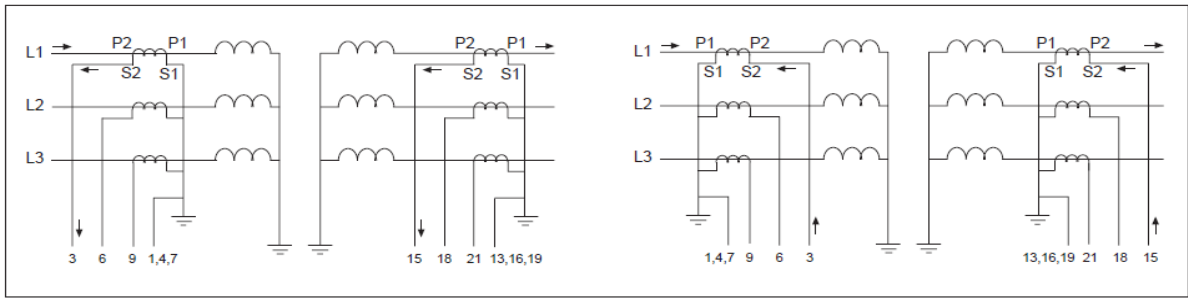 L1 P2 P1 P2 P1 L1 P1 P2 P1 P2
S2 S1 S2 S1 S1 S2 S1 S2
L2 L2
L3 L3
3 6 9 1,4,7 15 18 21 13,16,19 1,4,7 9 6 3 13,16,19 21 18 15